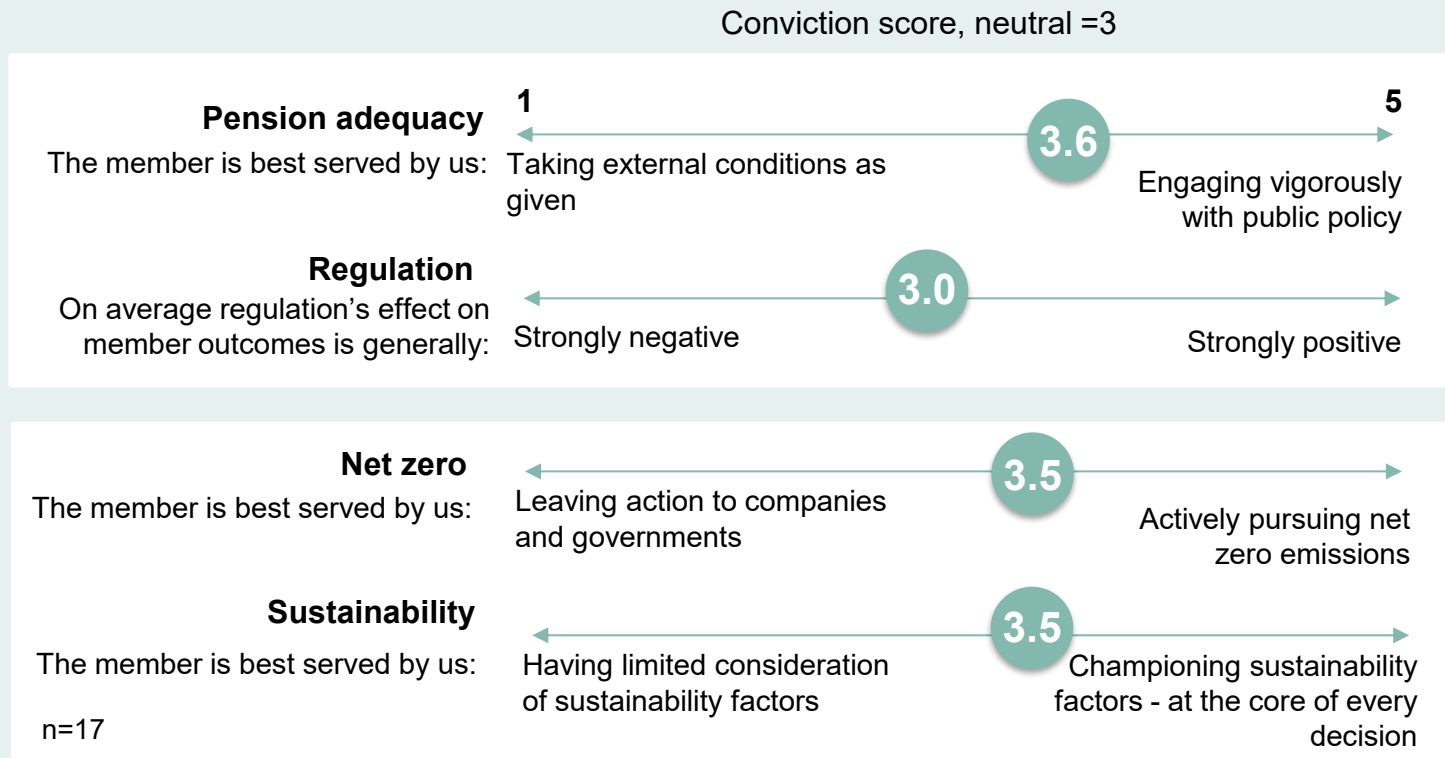 Conviction score, neutral =3
1
5
Pension adequacy
3.6
The member is best served by us:
Taking external conditions as
given
Engaging vigorously
with public policy
Regulation
3.0
On average regulation’s effect on
member outcomes is generally:
Strongly negative
Strongly positive
Net zero
3.5
The member is best served by us:
Leaving action to companies
and governments
Actively pursuing net
zero emissions
Sustainability
3.5
The member is best served by us:
Having limited consideration
of sustainability factors
Championing sustainability
factors - at the core of every
decision
n=17